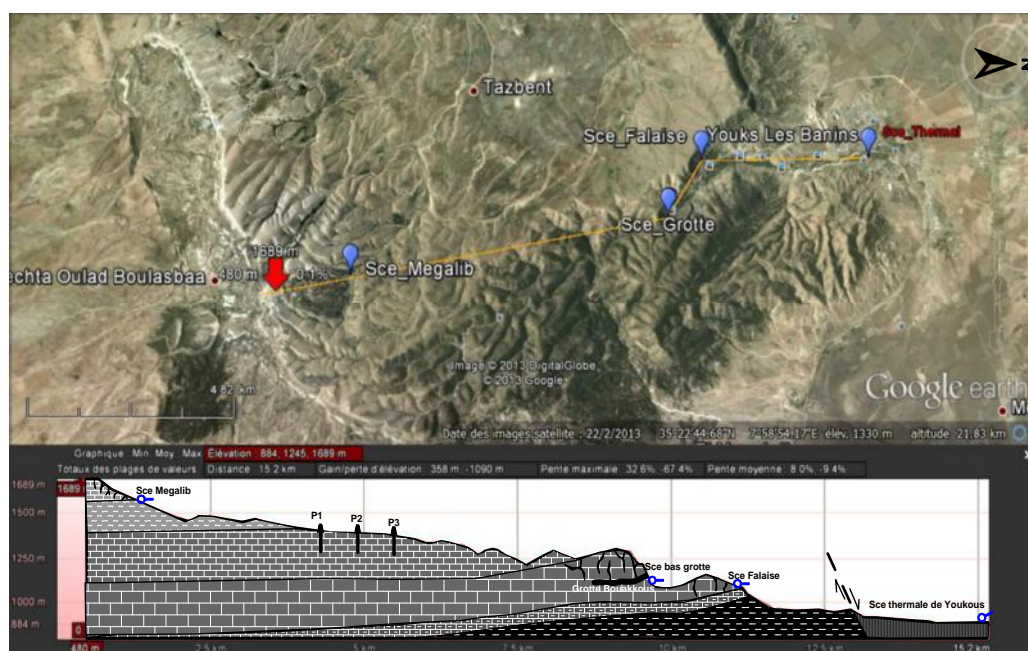 N
Tazbent
Sce_Falaise
Youks Les Banins
Sce_Thermal
Sce_Grotte
1689 m
echta Oulad Boulasbaa
480 m
0.1%
Sce_Megalib
Image © 2013 DigitalGlobe
© 2013 Google
4.82 km
Google earth
M
Date des images satellite : 22/2/2013 35°22'44.68"N 7°58'54.17"E élév. 1330 m altitude 21.83 km
Graphique Min Moy. Max Élévation: 884, 1245, 1689 m
Totaux des plages de valeurs Distance : 15.2 km Gain/perte d'élévation : 358 m, -1090 m Pente maximale : 32.6%, -67.4% Pente moyenne : 8.0%, -9.4%
1689 m
1689
Sce Megalib
1500 m
P1
P2
P3
1250 m
Sce bas grotte
Grotte Bouakkous
Sce Falaise
1000 m
Sce thermale de Youkous
884 m
0
480 m
2.5 km
5 km
7.5 km
10 km
12.5 km
15.2 km